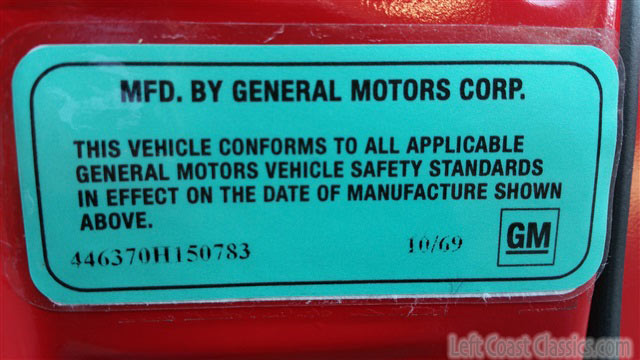 MFD. BY GENERAL MOTORS CORP.
THIS VEHICLE CONFORMS TO ALL APPLICABLE
GENERAL MOTORS VEHICLE SAFETY STANDARDS
IN EFFECT ON THE DATE OF MANUFACTURE SHOWN
ABOVE.
446370H150783 10/69 GM
Left Coast Classics.com